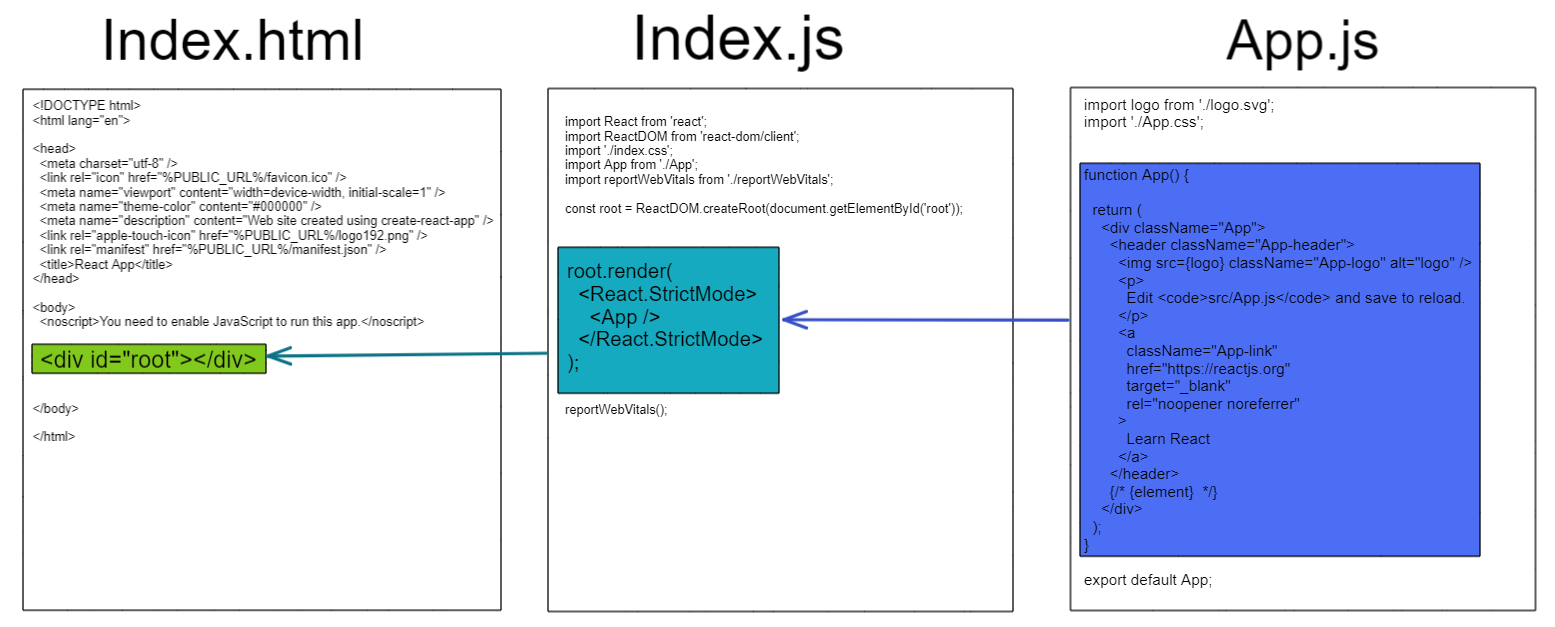 Index.html
<!DOCTYPE html>
<html lang="en">
<head>
<meta charset="utf-8" />
<link rel="icon" href="%PUBLIC_URL%/favicon.ico" />
<meta name="viewport" content="width=device-width, initial-scale=1" />
<meta name="theme-color" content="#000000" />
<meta name="description" content="Web site created using create-react-app" />
<link rel="apple-touch-icon" href="%PUBLIC_URL%/logo192.png" />
<link rel="manifest" href="%PUBLIC_URL%/manifest.json" />
<title>React App</title>
</head>
<body>
<noscript>You need to enable JavaScript to run this app.</noscript>
<div id="root"></div>
</body>
</html>
Index.js
import React from 'react';
import ReactDOM from 'react-dom/client';
import './index.css';
import App from './App';
import reportWebVitals from './reportWebVitals';
const root = ReactDOM.createRoot(document.getElementById('root'));
root.render(
<React.StrictMode>
<App />
</React.StrictMode>
);
reportWebVitals();
App.js
import logo from './logo.svg';
import './App.css';
function App() {
return (
<div className="App">
<header className="App-header">
<img src={logo} className="App-logo" alt="logo" />
<p>
Edit <code>src/App.js</code> and save to reload.
</p>
<a
className="App-link"
href="https://reactjs.org"
target="_blank"
rel="noopener noreferrer"
>
Learn React
</a>
</header>
{/* {element}  */}
</div>
);
}
export default App;